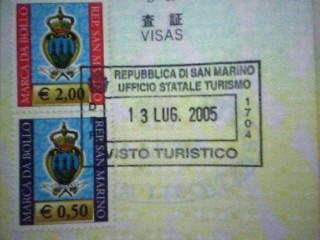 査証
VISAS
MARCA DA BOLLO
REP. SAN MARINO
€ 2,00
REPUBBLICA DI SAN MARINO
UFFICIO STATALE TURISMO
13 LUG. 2005
1704
VISTO TURISTICO
MARCA DA BOLLO
REP. SAN MARINO
€ 0,50